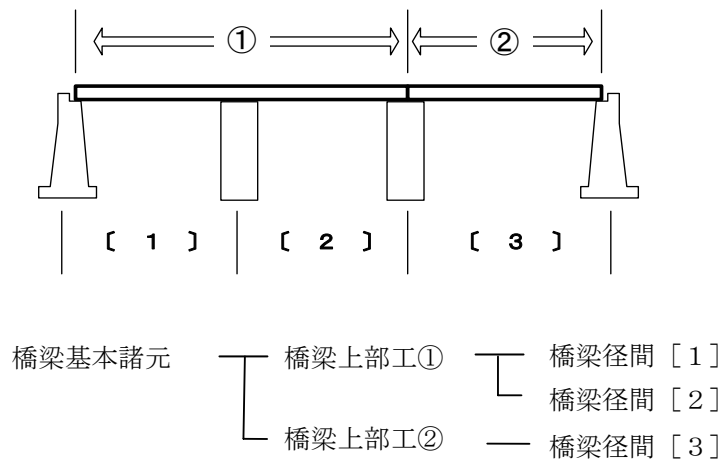 ① ②
〔 1 〕 〔 2 〕 〔 3 〕
橋梁基本諸元 橋梁上部工① 橋梁径間［１］
橋梁径間［２］
橋梁上部工② 橋梁径間［３］